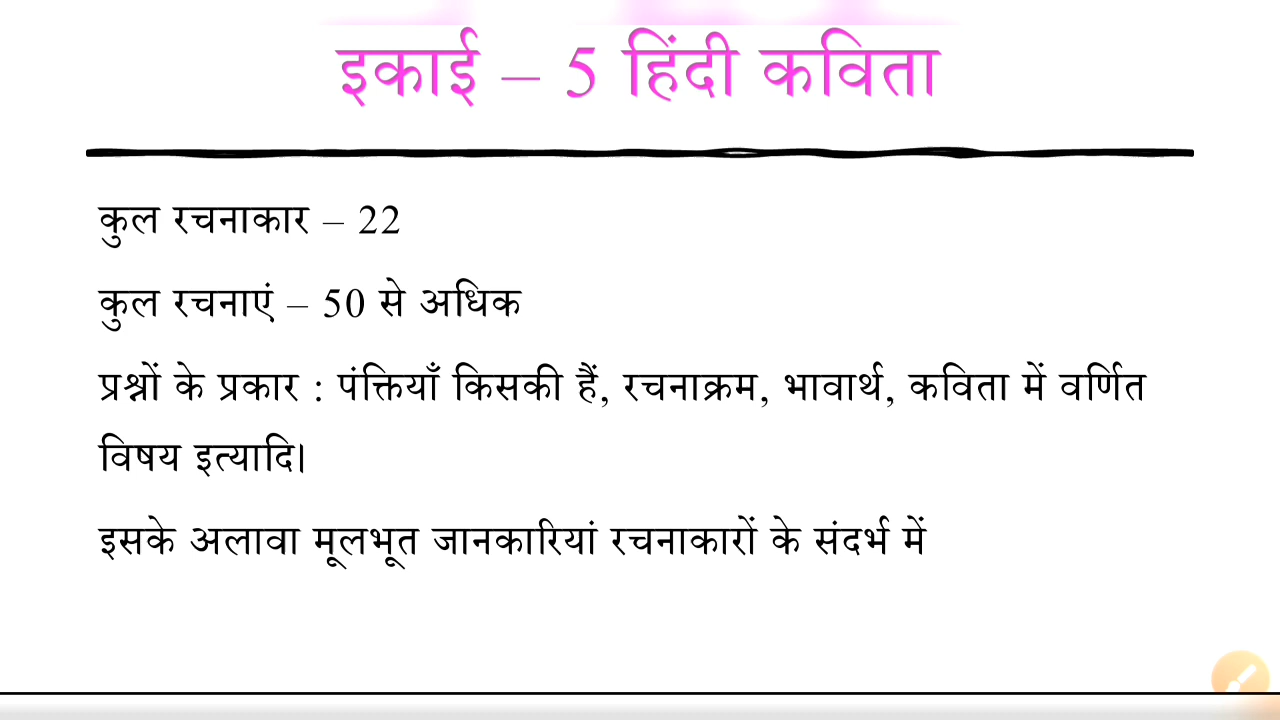 इकाई – 5 हिंदी कविता
कुल रचनाकार – 22
कुल रचनाएं – 50 से अधिक
प्रश्नों के प्रकार : पंक्तियाँ किसकी हैं, रचनाक्रम, भावार्थ, कविता में वर्णित
विषय इत्यादि।
इसके अलावा मूलभूत जानकारियां रचनाकारों के संदर्भ में